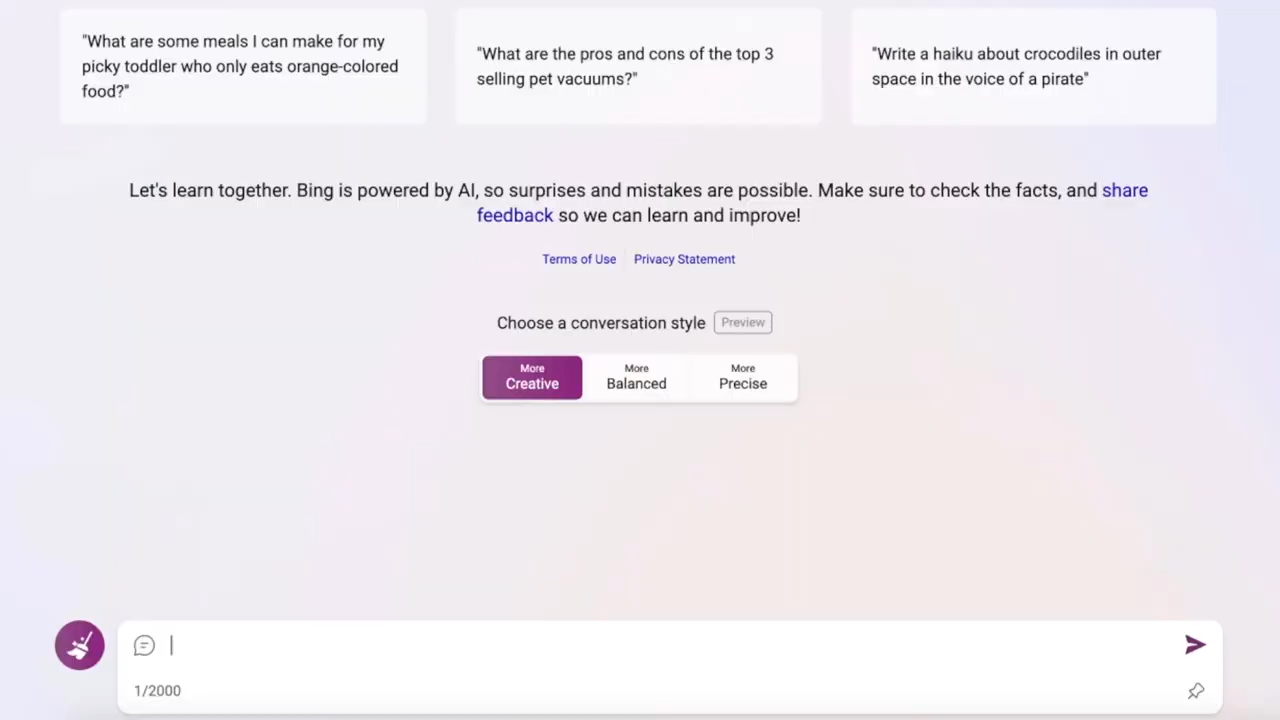 "What are some meals I can make for my
picky toddler who only eats orange-colored
food?"
"What are the pros and cons of the top 3
selling pet vacuums?"
"Write a haiku about crocodiles in outer
space in the voice of a pirate"
Let's learn together. Bing is powered by AI, so surprises and mistakes are possible. Make sure to check the facts, and share
feedback so we can learn and improve!
Terms of Use Privacy Statement
Choose a conversation style Preview
More
Creative
More
Balanced
More
Precise
1/2000